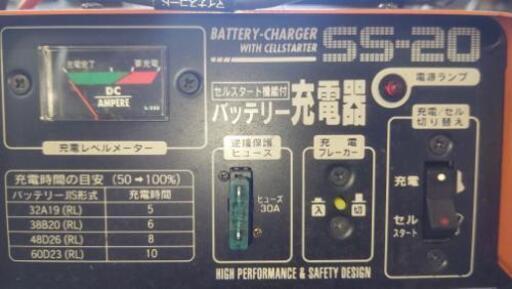 BATTERY-CHARGER
WITH CELLSTARTER
SS-20
充電完了 要充電
DC
AMPERE
セルスタート機能付
バッテリー充電器
電源ランプ
充電レベルメーター
充電/セル
切り替え
逆接保護
ヒューズ
充電
ブレーカー
充電時間の目安 (50➡100%)
バッテリーJIS形式 充電時間
32A19 (RL) 5
38B20 (RL) 6
48D26 (RL) 8
60D23 (RL) 10
ヒューズ
30A
入 切
充電
セル
スタート
HIGH PERFORMANCE & SAFETY DESIGN